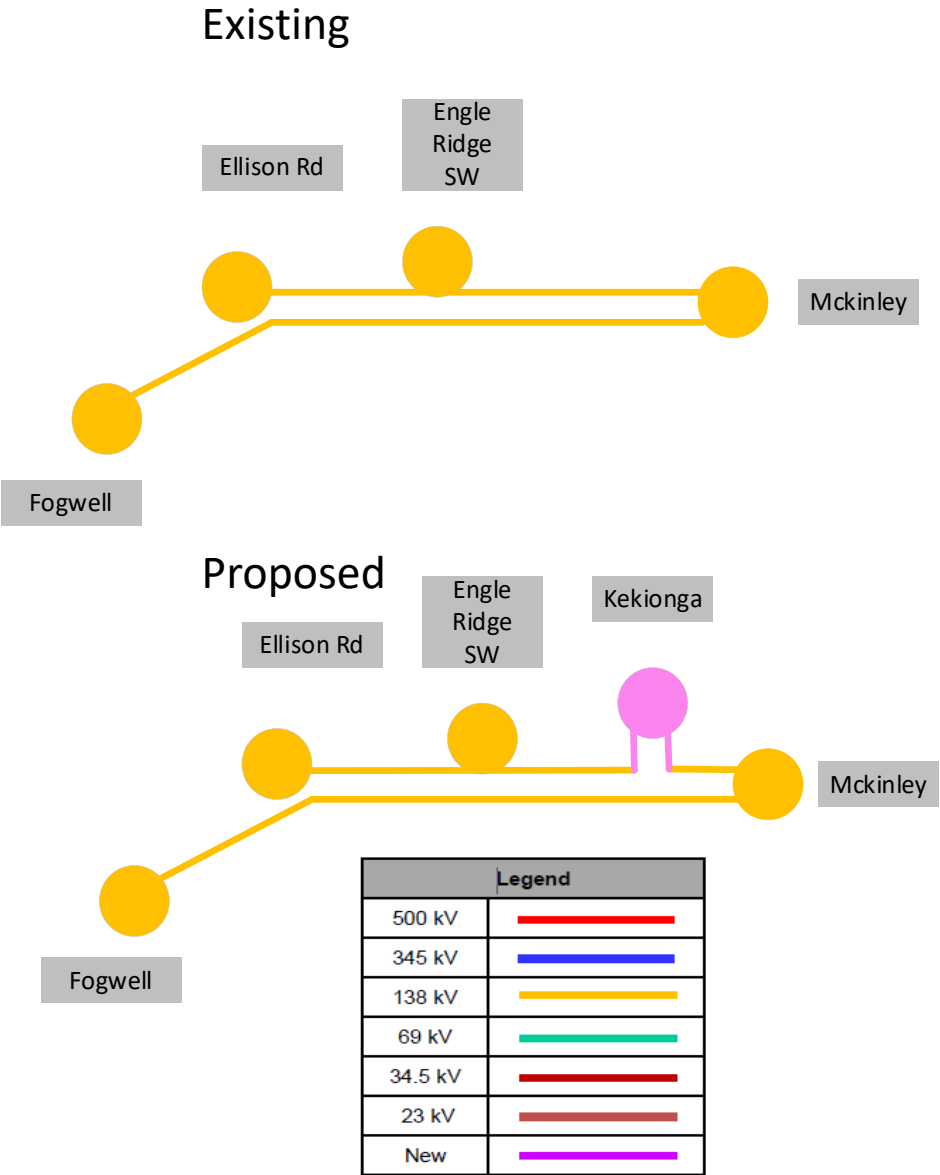 Existing
Engle
Ridge
SW
Ellison Rd
Mckinley
Fogwell
Proposed
Engle
Ridge
SW
Kekionga
Ellison Rd
Mckinley
Legend
500 kV
345 kV
138 kV
69 kV
34.5 kV
23 kV
New
Fogwell